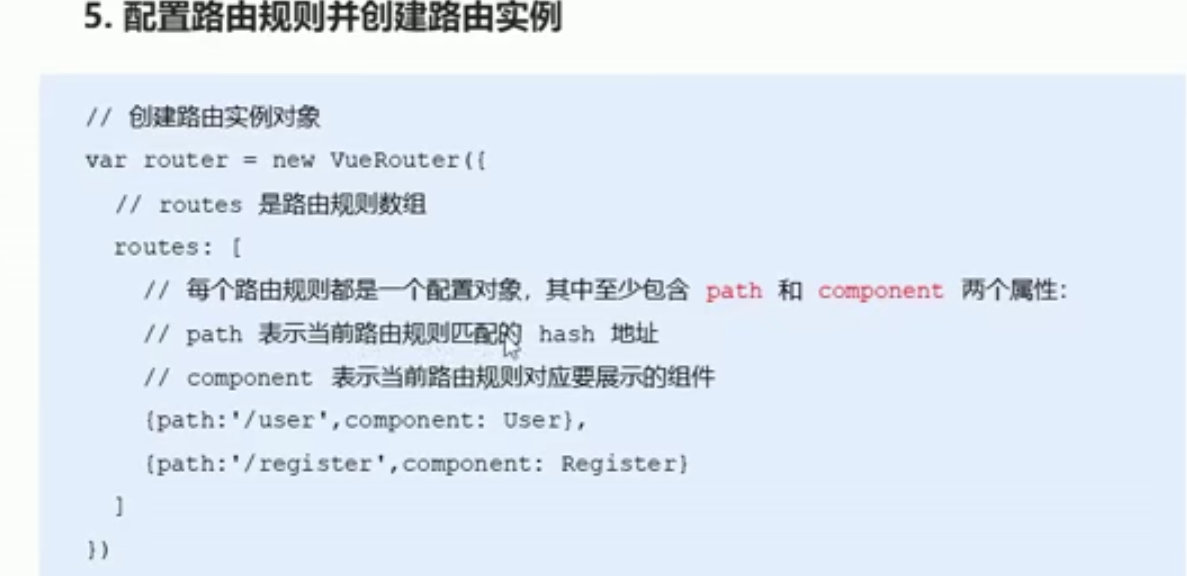 5. 配置路由规则并创建路由实例
// 创建路由实例对象
var router = new VueRouter({
// routes 是路由规则数组
routes: [
// 每个路由规则都是一个配置对象，其中至少包含 path 和 component 两个属性：
// path 表示当前路由规则匹配的 hash 地址
// component 表示当前路由规则对应要展示的组件
{path:'/user',component: User},
{path:'/register',component: Register}
]
})